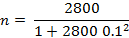 n = 2800 / (1 + 2800 0.1²)